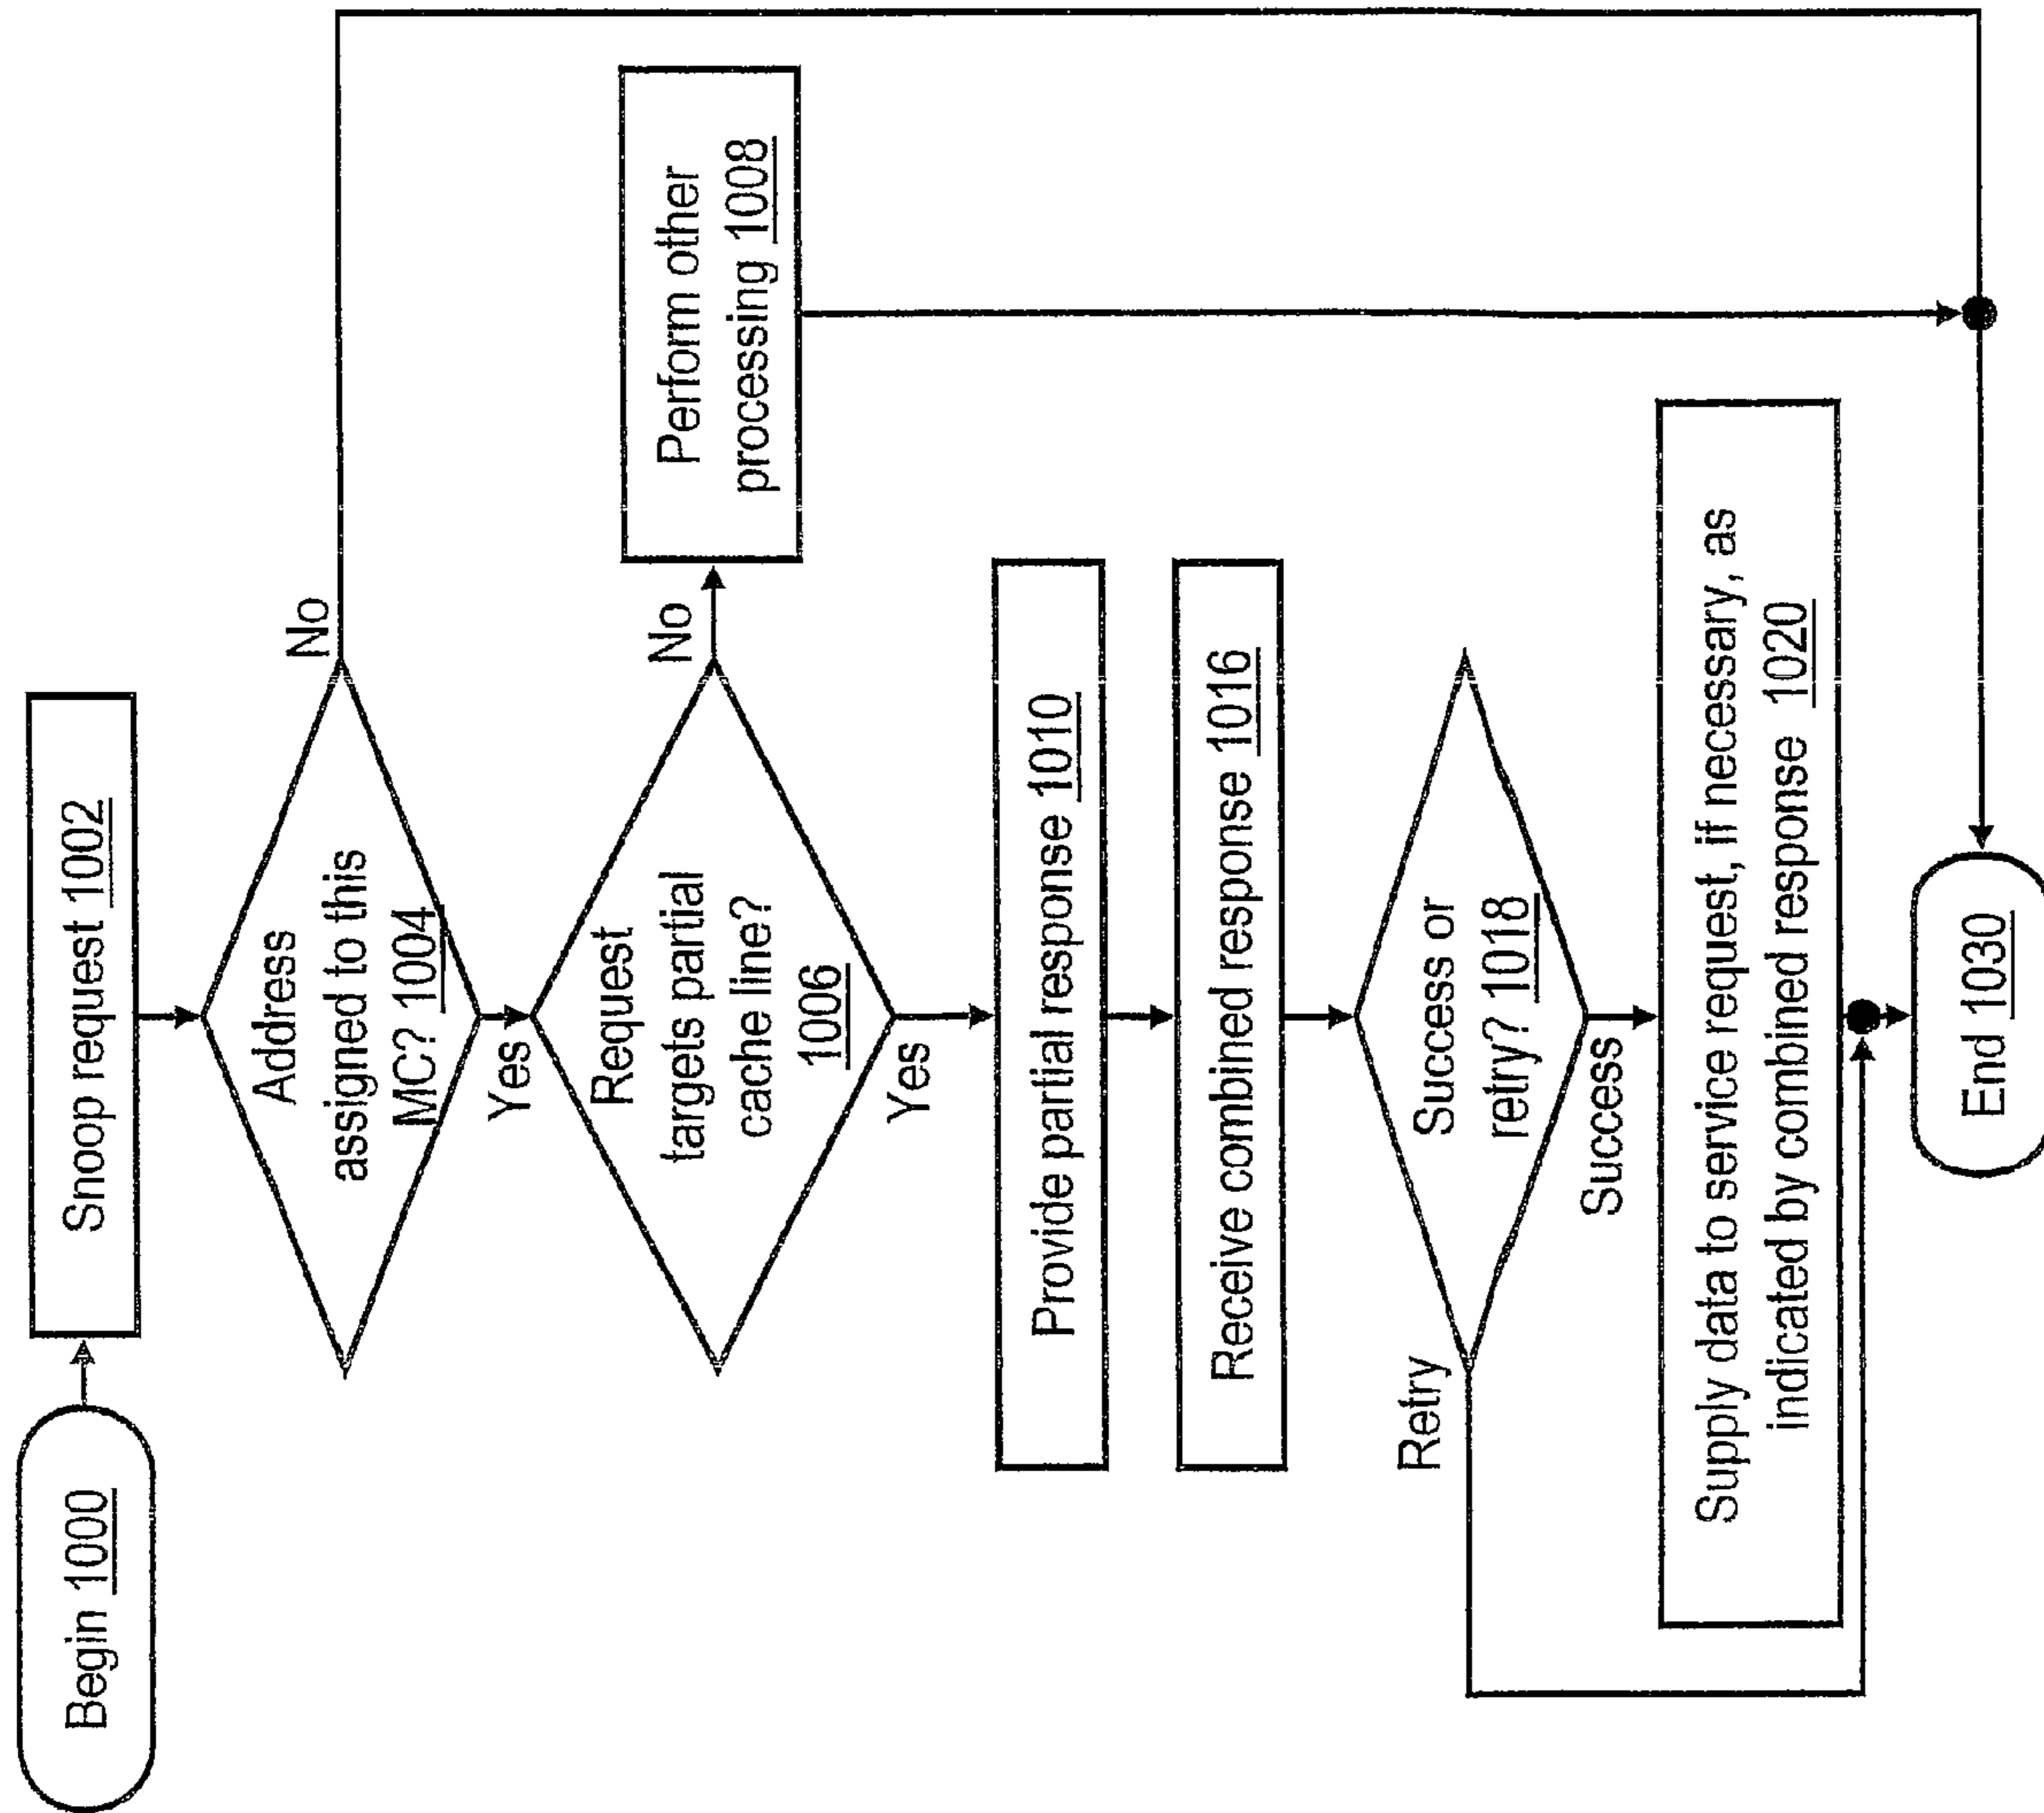 Begin 1000
Snoop request 1002
Address
assigned to this
MC? 1004
No
Yes
Request
targets partial
cache line?
1006
No
Perform other
processing 1008
Yes
Provide partial response 1010
Receive combined response 1016
Success or
retry? 1018
Retry
Success
Supply data to service request, if necessary, as
indicated by combined response 1020
End 1030